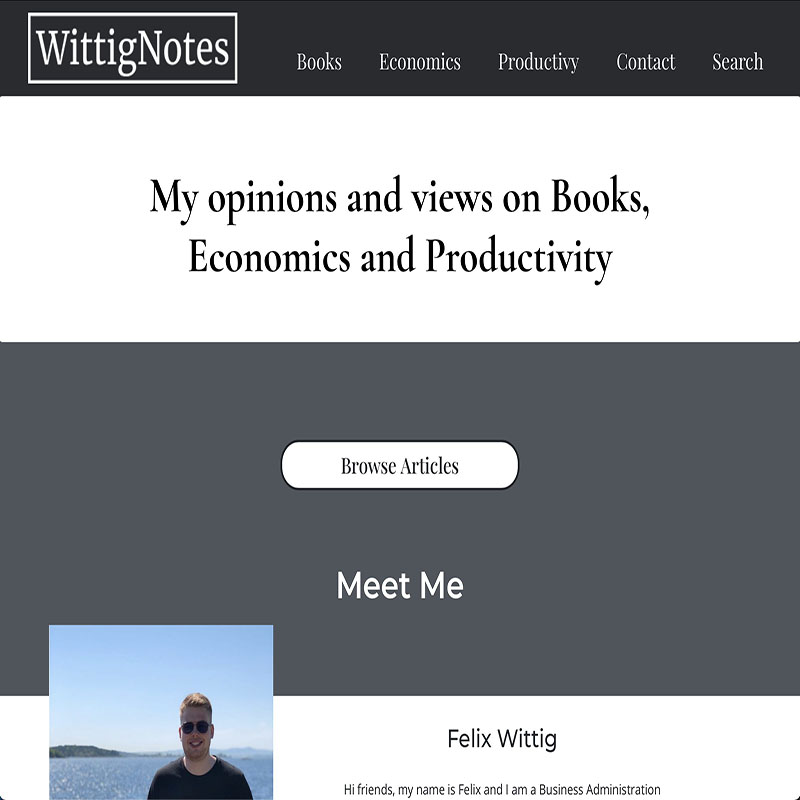 WittigNotes
Books Economics Productivy Contact Search
My opinions and views on Books,
Economics and Productivity
Browse Articles
Meet Me
Felix Wittig
Hi friends, my name is Felix and I am a Business Administration